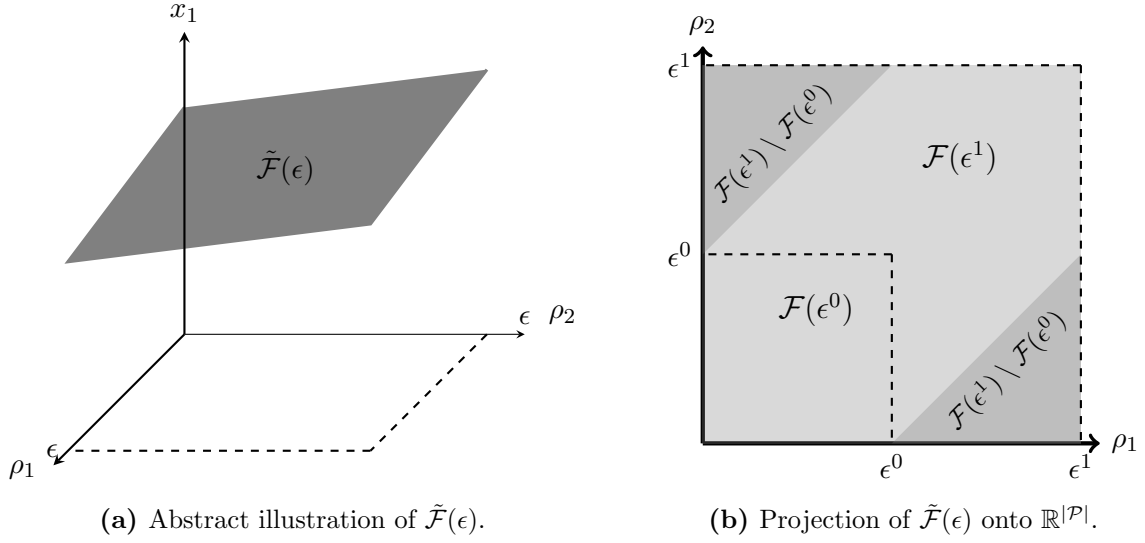 x₁
F̃(ϵ)
ϵ ρ₂
ϵ
ρ₁
(a) Abstract illustration of F̃(ϵ).
ρ₂
ϵ¹
F(ϵ¹) \ F(ϵ⁰)
F(ϵ¹)
ϵ⁰
F(ϵ⁰)
F(ϵ¹) \ F(ϵ⁰)
ρ₁
ϵ⁰ ϵ¹
(b) Projection of F̃(ϵ) onto ℝ^|𝒫|.